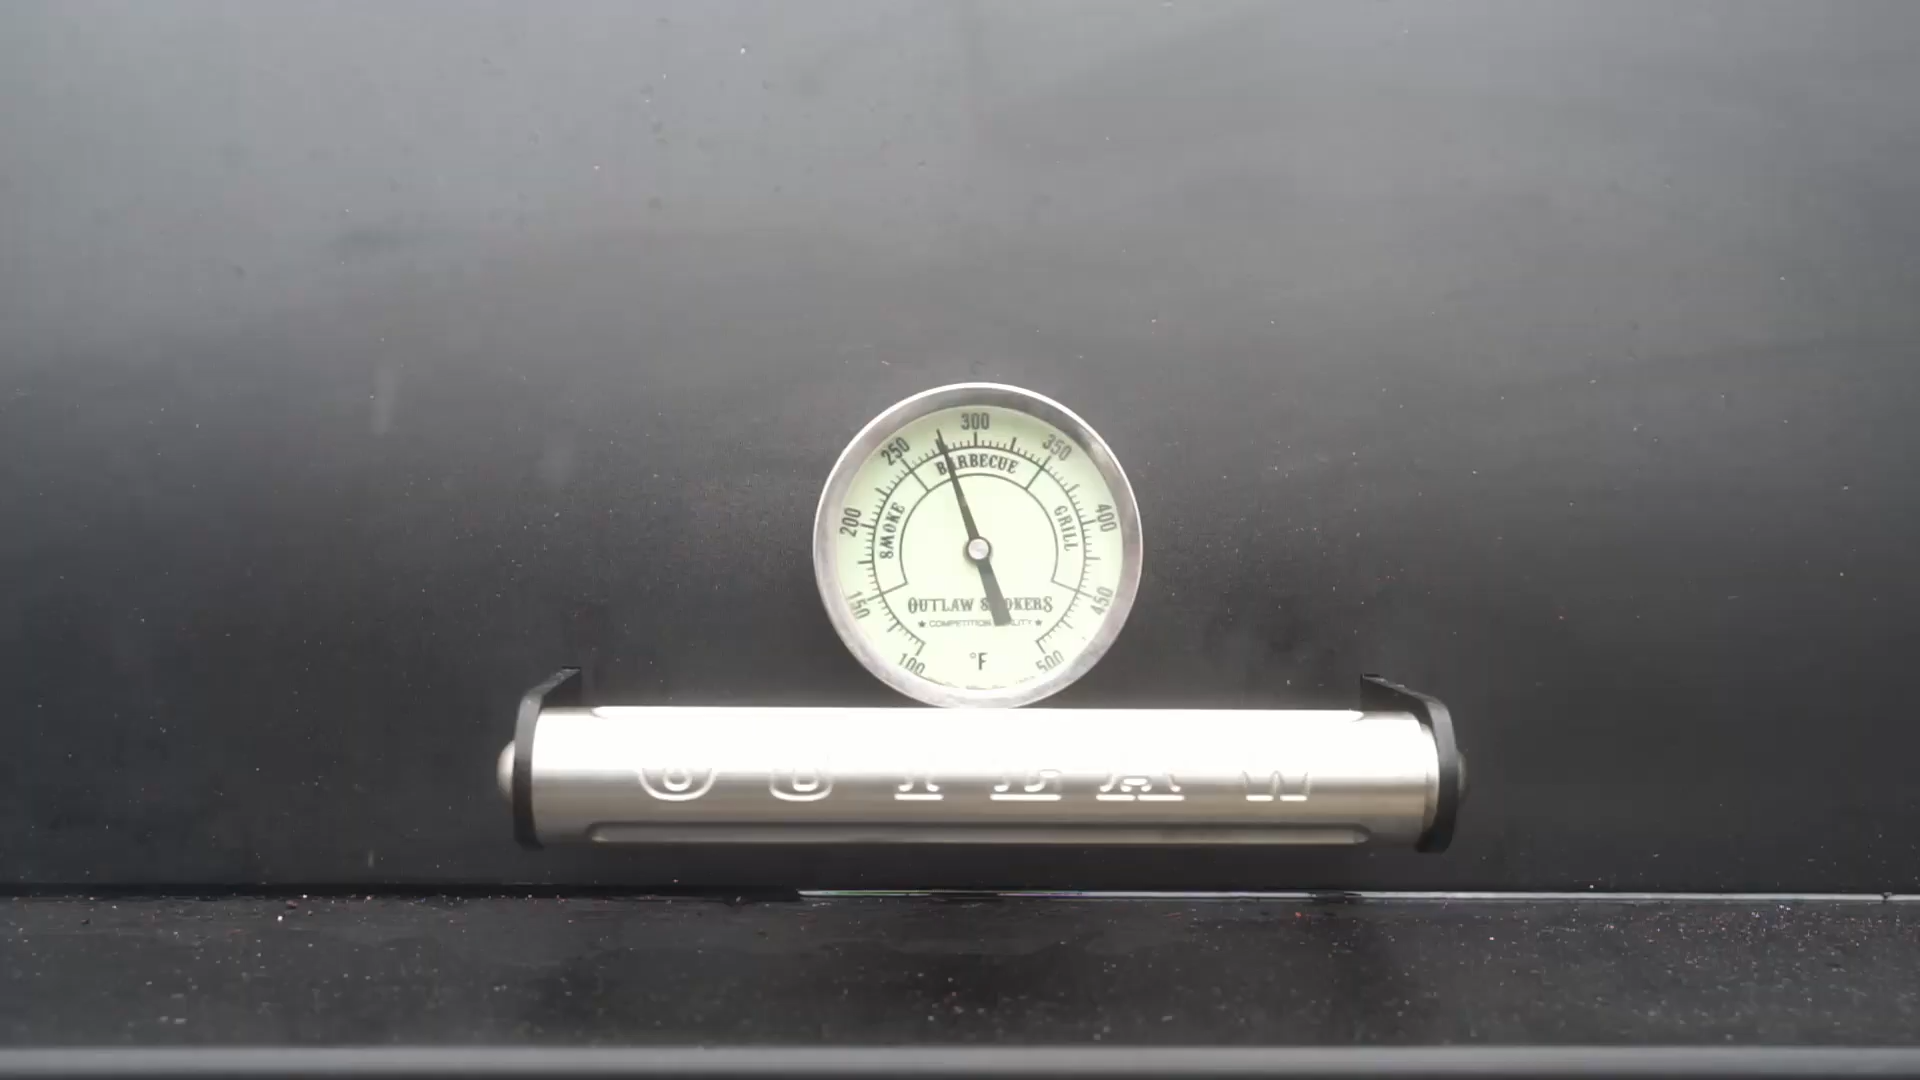 300
250
350
BARBECUE
200
SMOKE
GRILL
400
150
OUTLAW SMOKERS
450
★ COMPETITION QUALITY ★
100
°F
500
OUTLAW